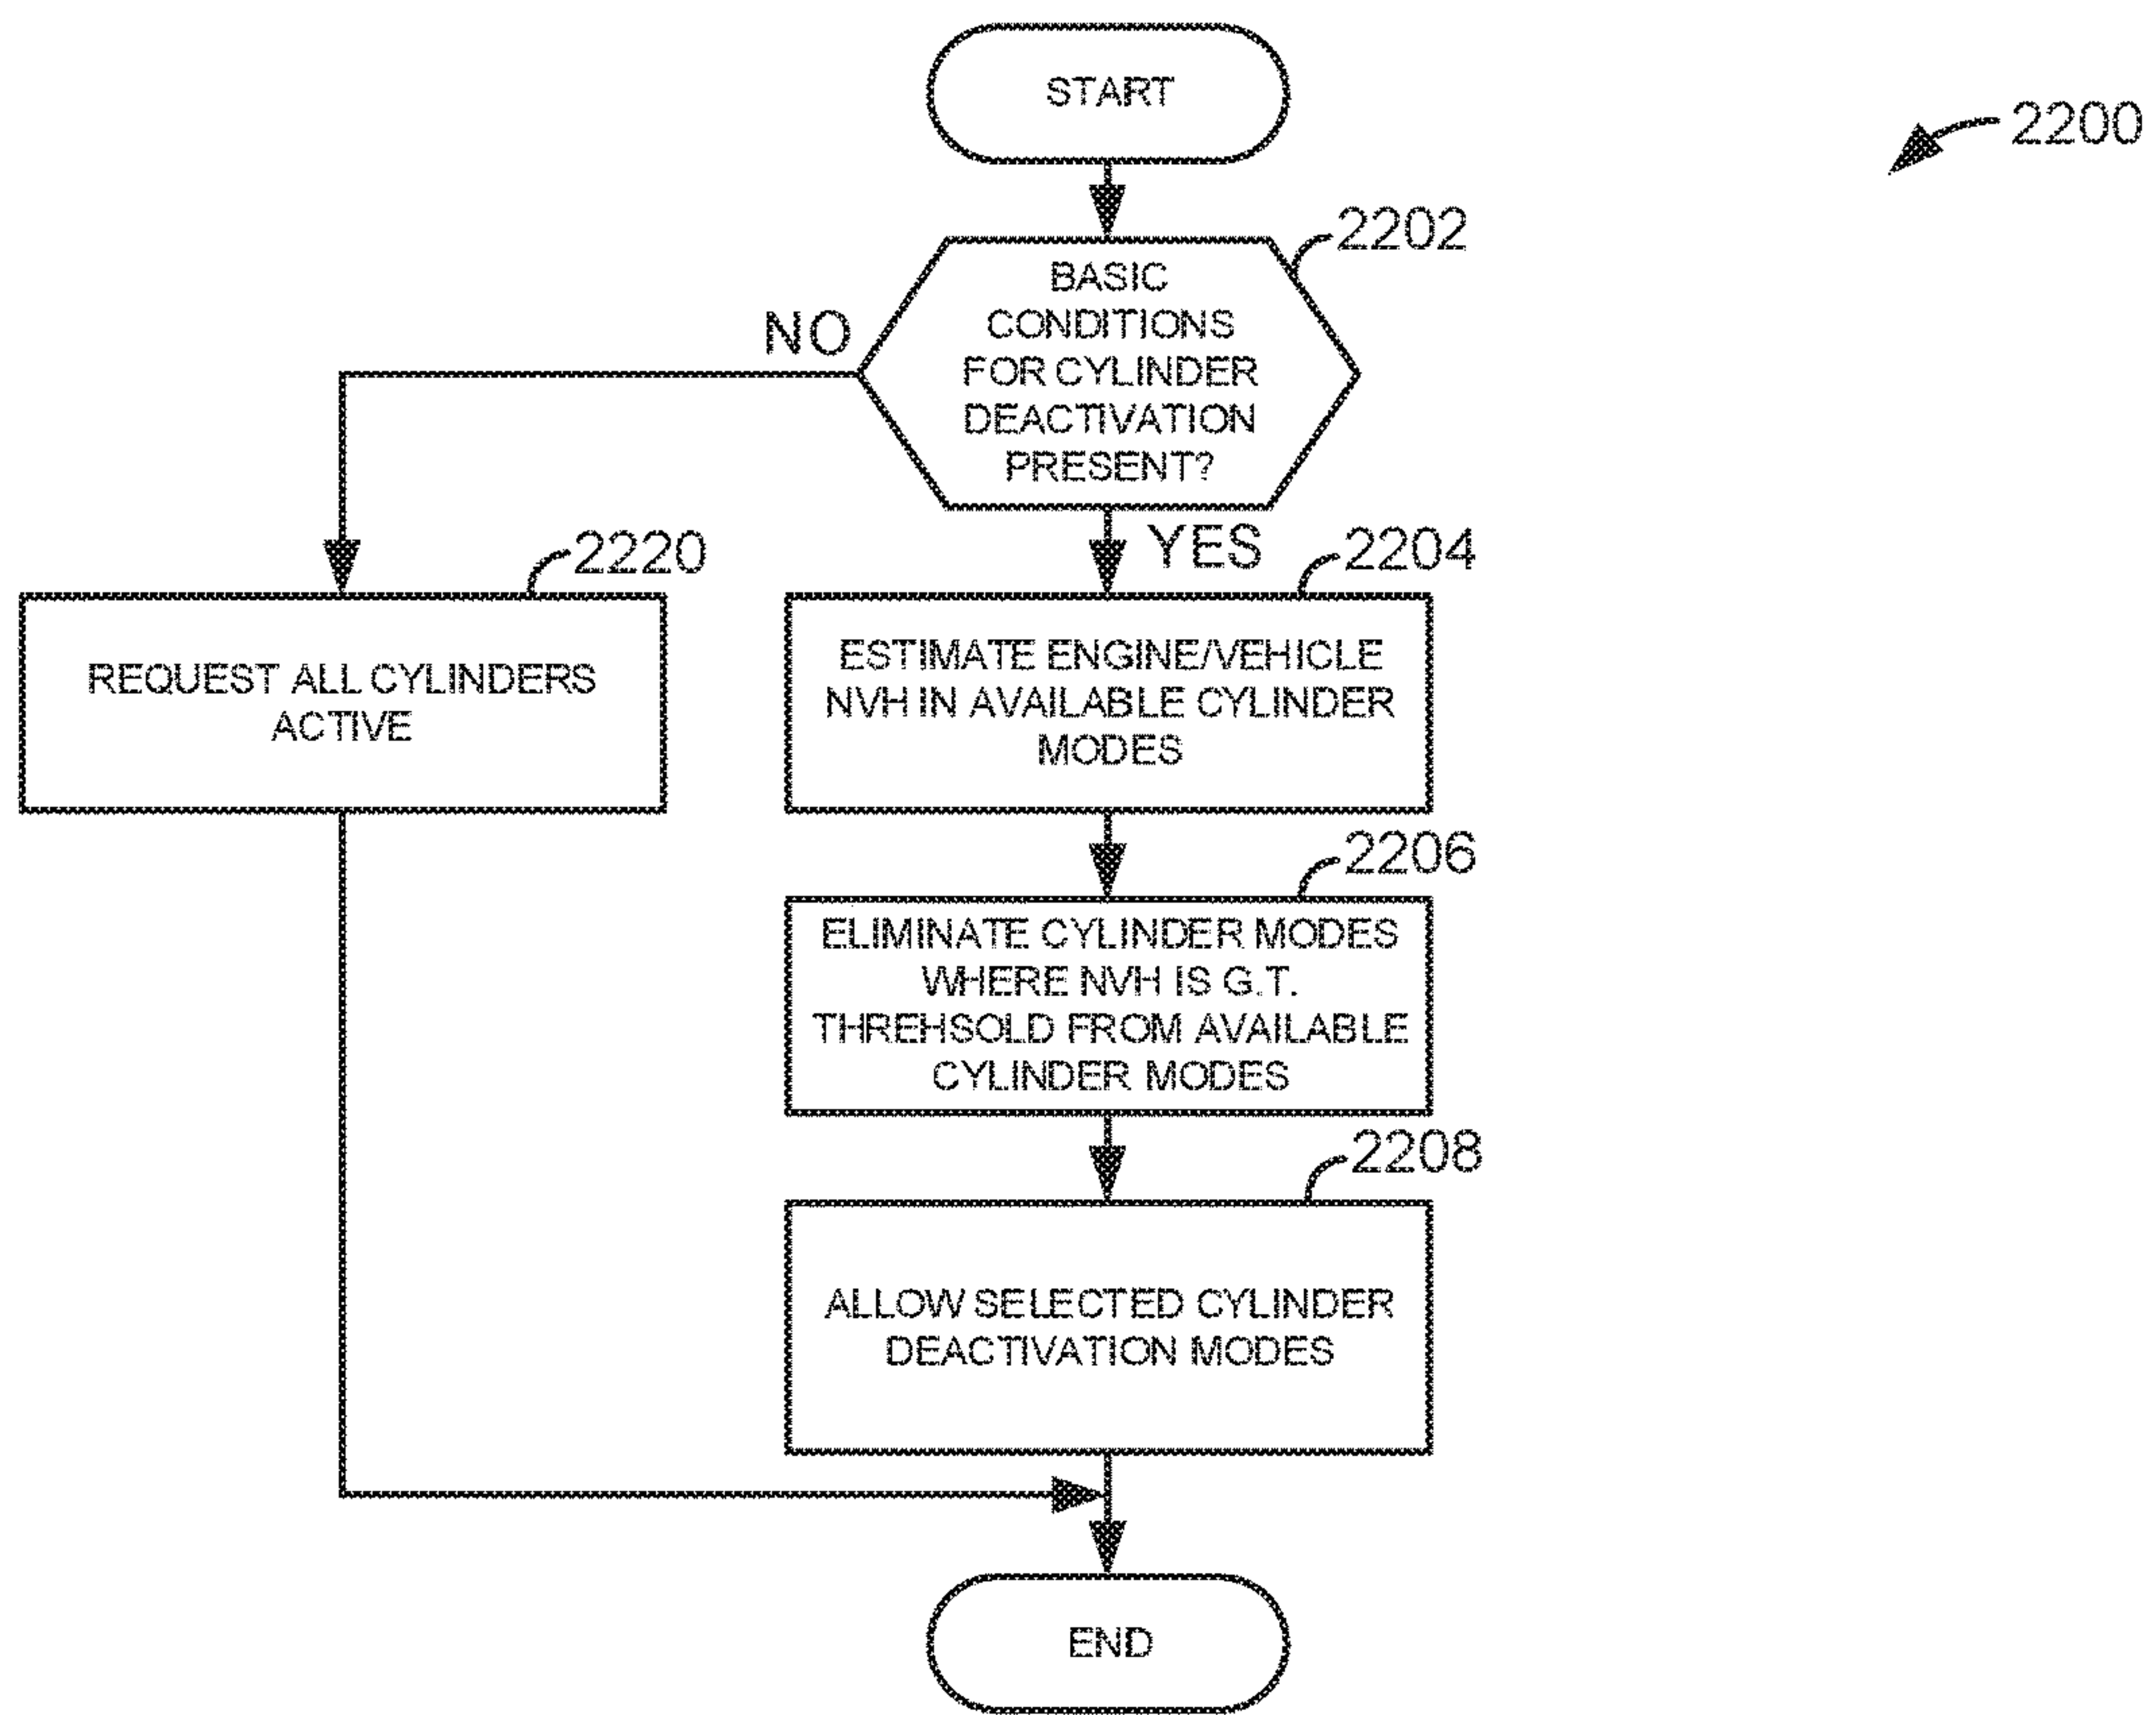 START
2200
2202
BASIC
CONDITIONS
FOR CYLINDER
DEACTIVATION
PRESENT?
NO
YES
2220
REQUEST ALL CYLINDERS
ACTIVE
2204
ESTIMATE ENGINE/VEHICLE
NVH IN AVAILABLE CYLINDER
MODES
2206
ELIMINATE CYLINDER MODES
WHERE NVH IS G.T.
THREHSOLD FROM AVAILABLE
CYLINDER MODES
2208
ALLOW SELECTED CYLINDER
DEACTIVATION MODES
END